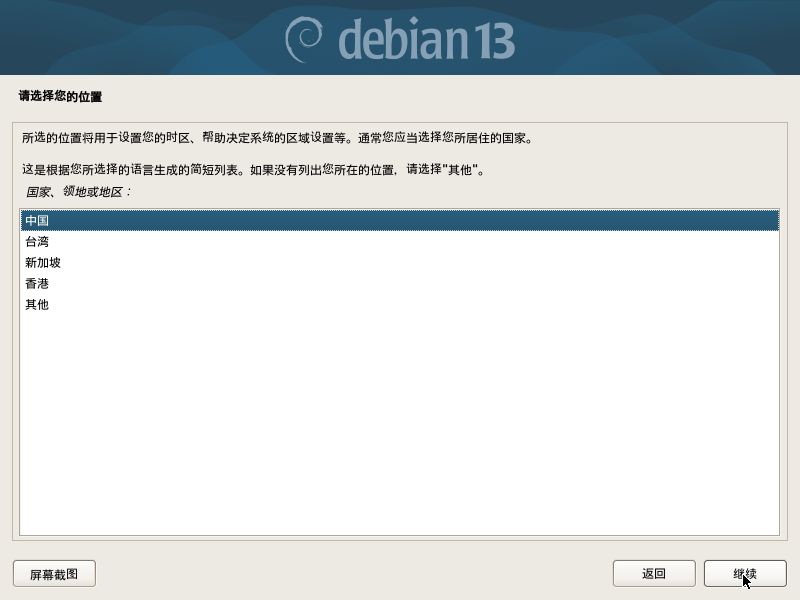 debian 13
请选择您的位置
所选的位置将用于设置您的时区、帮助决定系统的区域设置等。通常您应当选择您所居住的国家。
这是根据您所选择的语言生成的简短列表。如果没有列出您所在的位置，请选择"其他"。
国家、领地或地区：
中国
台湾
新加坡
香港
其他
屏幕截图
返回
继续